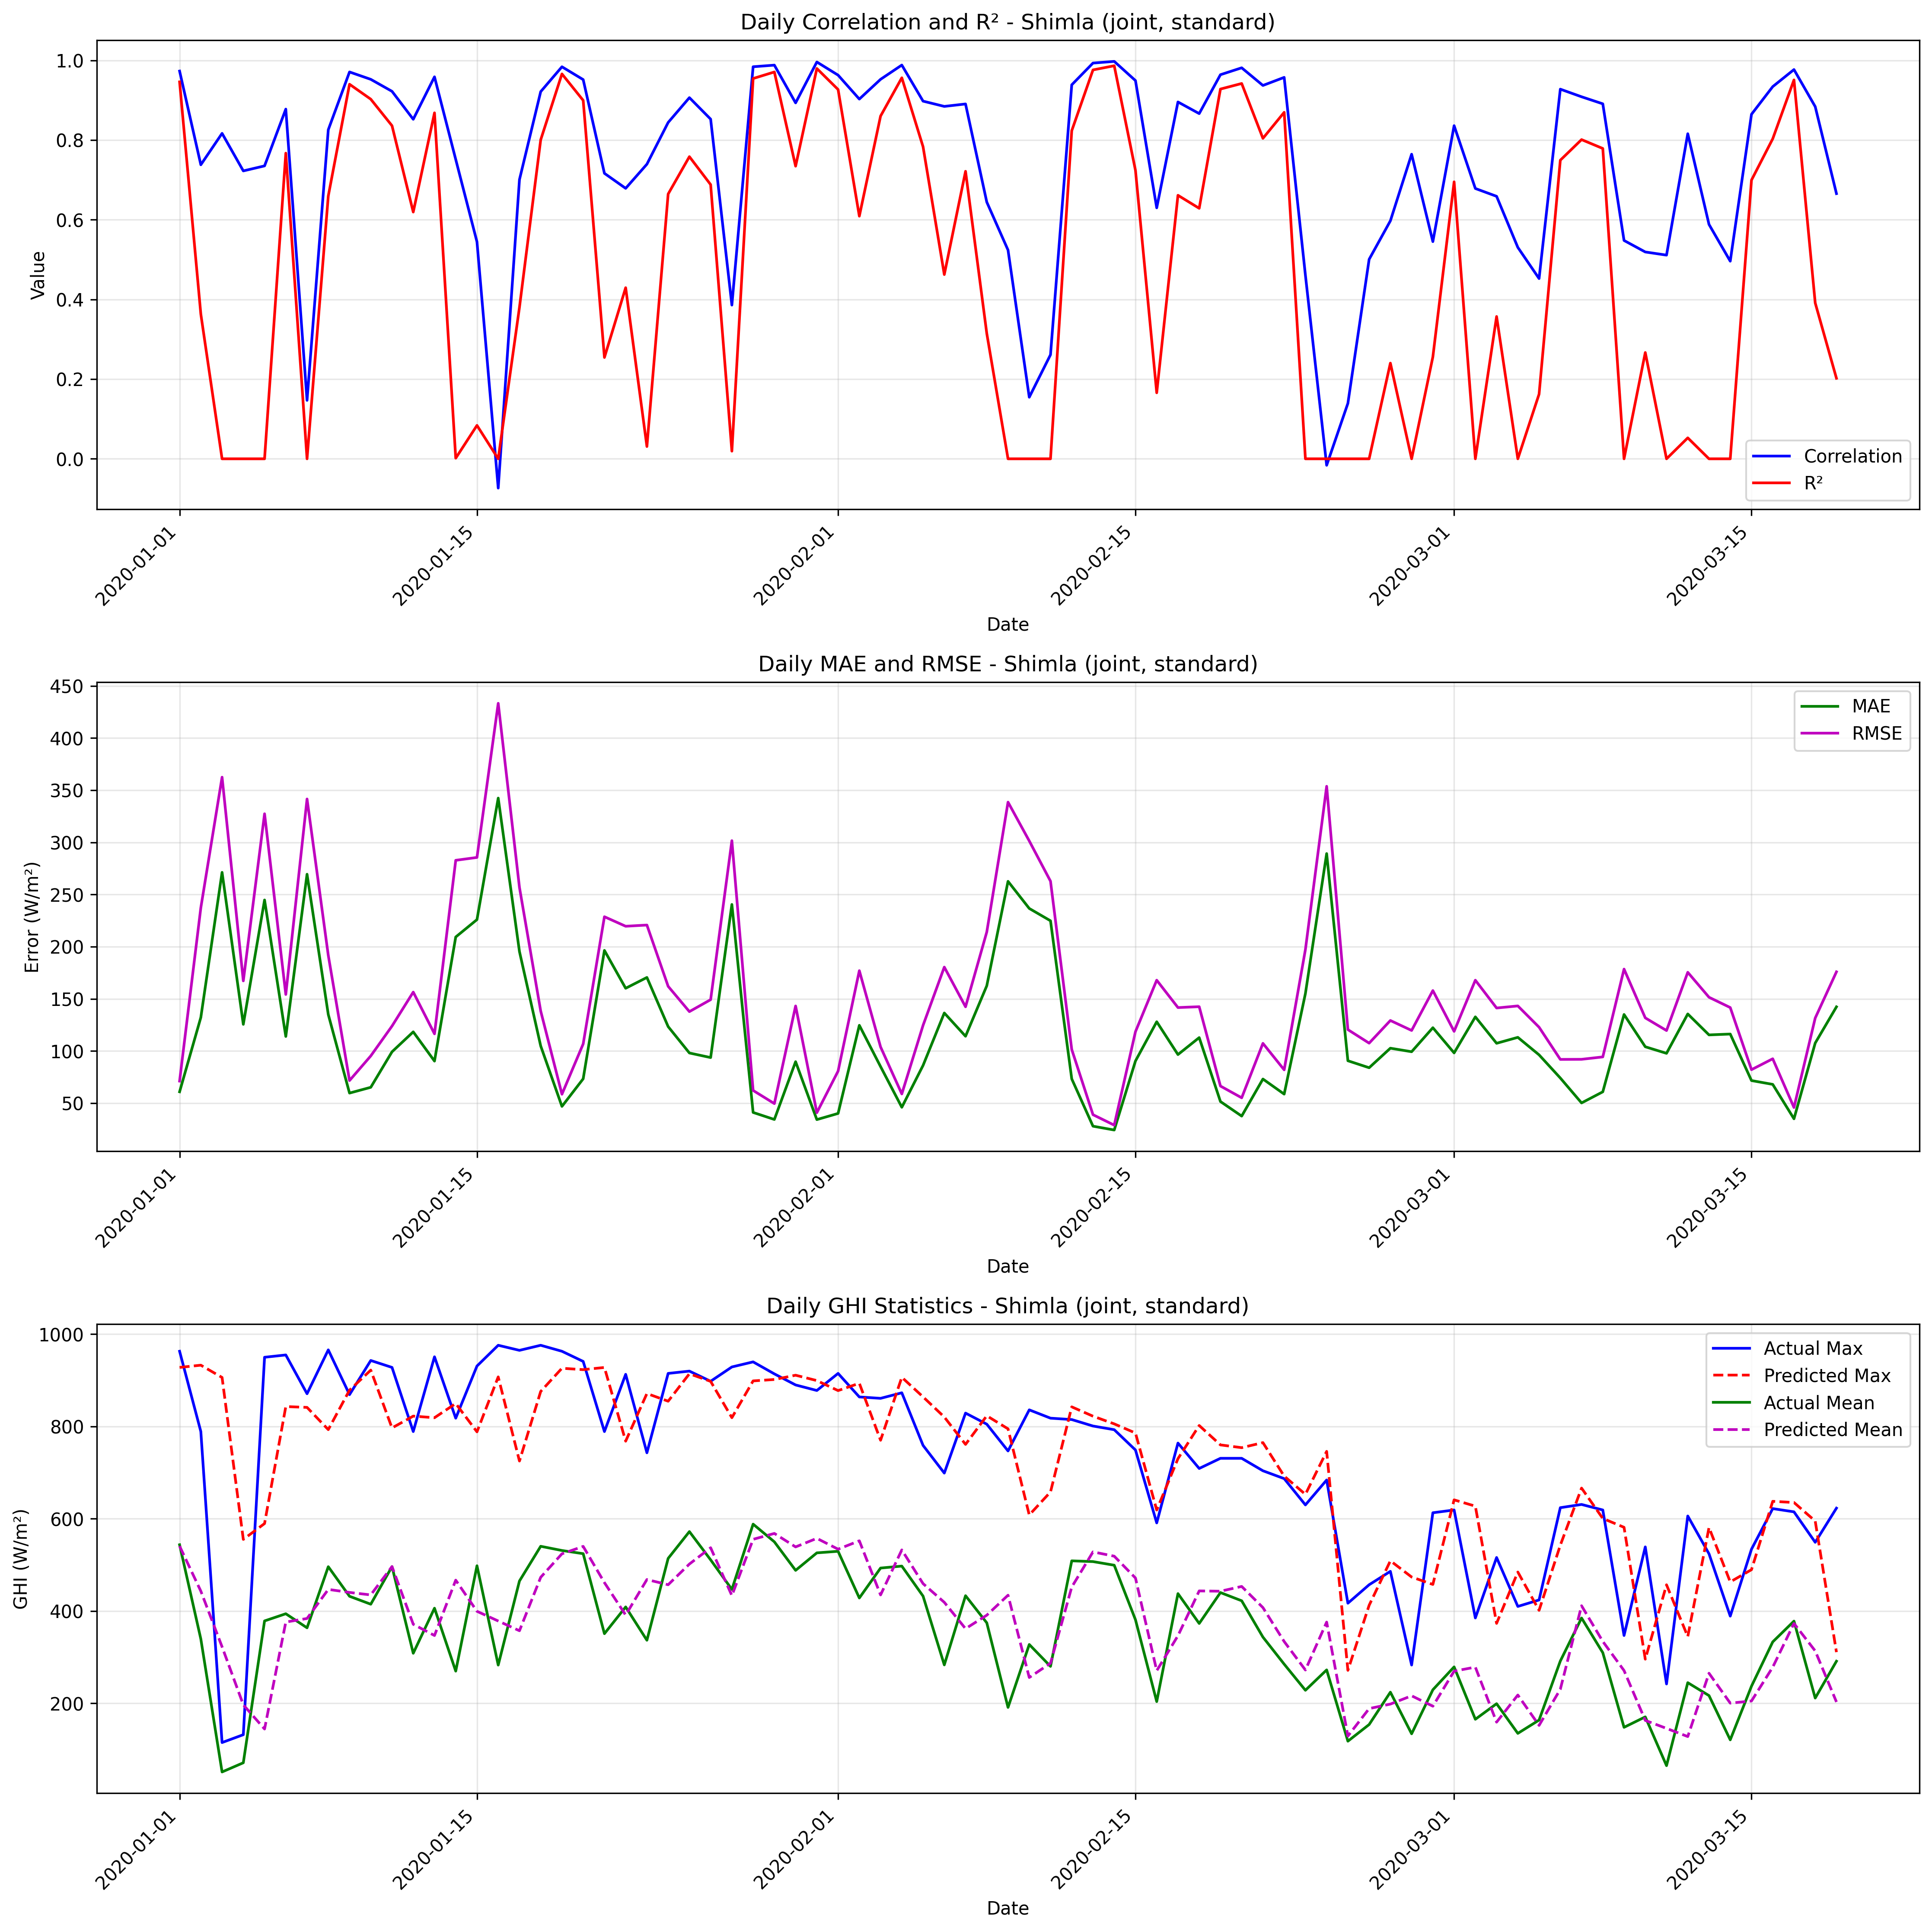 Daily Correlation and R² - Shimla (joint, standard)
1.0
0.8
0.6
0.4
0.2
0.0
Value
Correlation
R²
2020-01-01
2020-01-15
2020-02-01
2020-02-15
2020-03-01
2020-03-15
Date
Daily MAE and RMSE - Shimla (joint, standard)
450
400
350
300
250
200
150
100
50
Error (W/m²)
MAE
RMSE
2020-01-01
2020-01-15
2020-02-01
2020-02-15
2020-03-01
2020-03-15
Date
Daily GHI Statistics - Shimla (joint, standard)
1000
800
600
400
200
GHI (W/m²)
Actual Max
Predicted Max
Actual Mean
Predicted Mean
2020-01-01
2020-01-15
2020-02-01
2020-02-15
2020-03-01
2020-03-15
Date